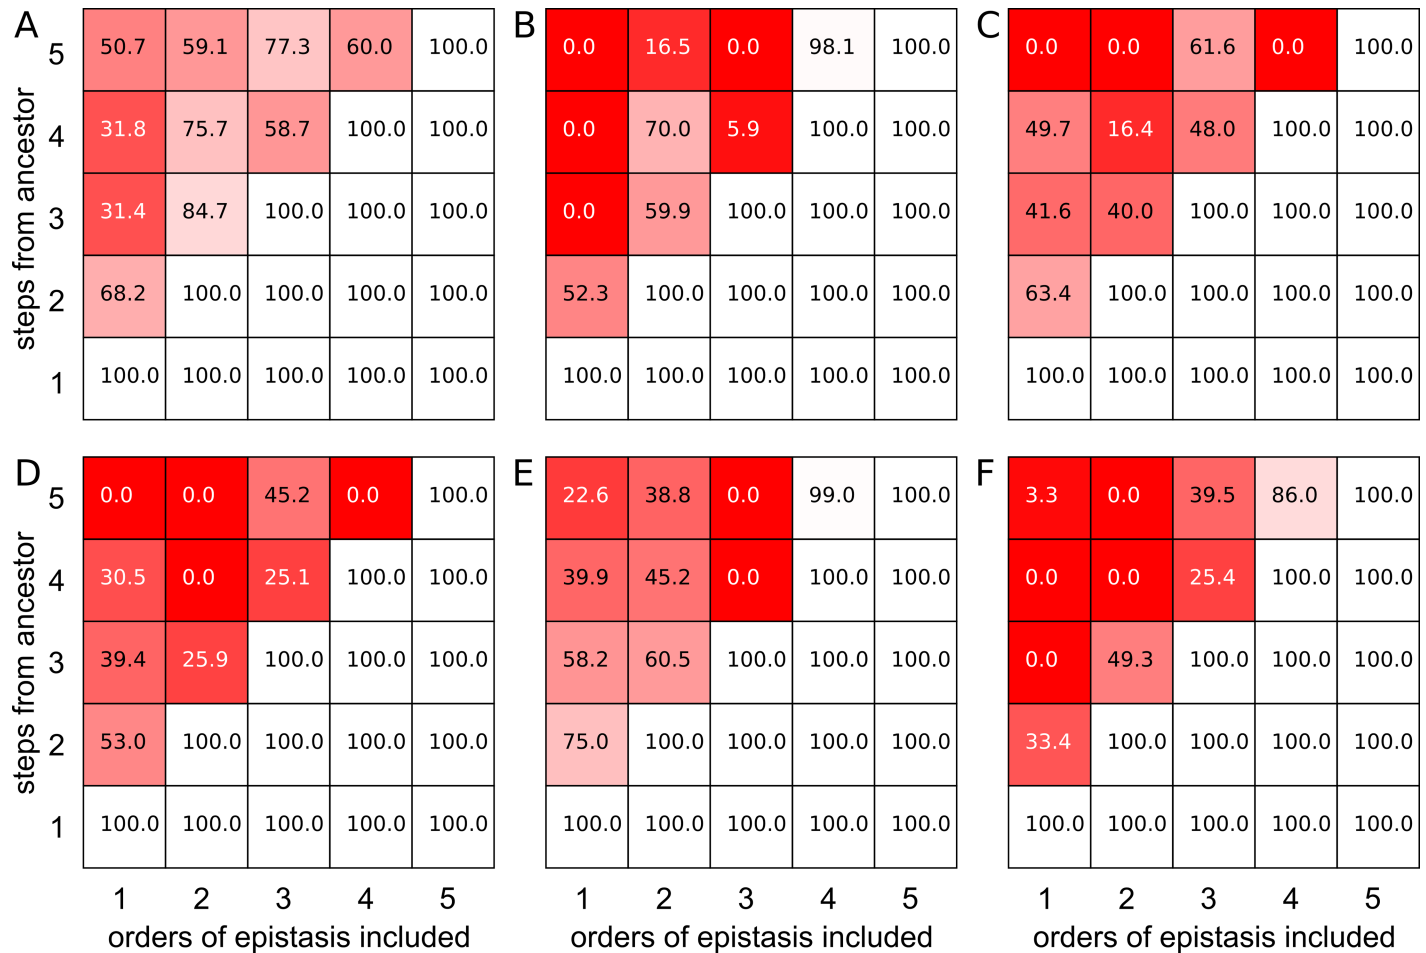 A B C
5 50.7 59.1 77.3 60.0 100.0 0.0 16.5 0.0 98.1 100.0 0.0 0.0 61.6 0.0 100.0
4 31.8 75.7 58.7 100.0 100.0 0.0 70.0 5.9 100.0 100.0 49.7 16.4 48.0 100.0 100.0
3 31.4 84.7 100.0 100.0 100.0 0.0 59.9 100.0 100.0 100.0 41.6 40.0 100.0 100.0 100.0
2 68.2 100.0 100.0 100.0 100.0 52.3 100.0 100.0 100.0 100.0 63.4 100.0 100.0 100.0 100.0
1 100.0 100.0 100.0 100.0 100.0 100.0 100.0 100.0 100.0 100.0 100.0 100.0 100.0 100.0 100.0
steps from ancestor
D E F
5 0.0 0.0 45.2 0.0 100.0 22.6 38.8 0.0 99.0 100.0 3.3 0.0 39.5 86.0 100.0
4 30.5 0.0 25.1 100.0 100.0 39.9 45.2 0.0 100.0 100.0 0.0 0.0 25.4 100.0 100.0
3 39.4 25.9 100.0 100.0 100.0 58.2 60.5 100.0 100.0 100.0 0.0 49.3 100.0 100.0 100.0
2 53.0 100.0 100.0 100.0 100.0 75.0 100.0 100.0 100.0 100.0 33.4 100.0 100.0 100.0 100.0
1 100.0 100.0 100.0 100.0 100.0 100.0 100.0 100.0 100.0 100.0 100.0 100.0 100.0 100.0 100.0
steps from ancestor
1 2 3 4 5 1 2 3 4 5 1 2 3 4 5
orders of epistasis included orders of epistasis included orders of epistasis included